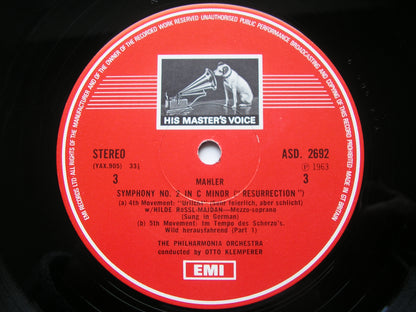 EMI RECORDS LTD ALL RIGHTS OF THE MANUFACTURER AND OF THE OWNER OF THE RECORDED WORK RESERVED UNAUTHORISED PUBLIC PERFORMANCE BROADCASTING AND COPYING OF THIS RECORD PROHIBITED MADE IN GT BRITAIN
HIS MASTER'S VOICE
STEREO
(YAX.905) 33⅓
3
ASD. 2692
℗ 1963
3
MAHLER
SYMPHONY NO. 2 IN C MINOR ("RESURRECTION")
a) 4th Movement: "Urlicht" (Sehr feierlich, aber schlicht)
w/HILDE RÖSSL-MAJDAN—Mezzo-soprano
(Sung in German)
b) 5th Movement: Im Tempo des Scherzo's.
Wild herausfahrend (Part 1)
THE PHILHARMONIA ORCHESTRA
conducted by OTTO KLEMPERER
EMI